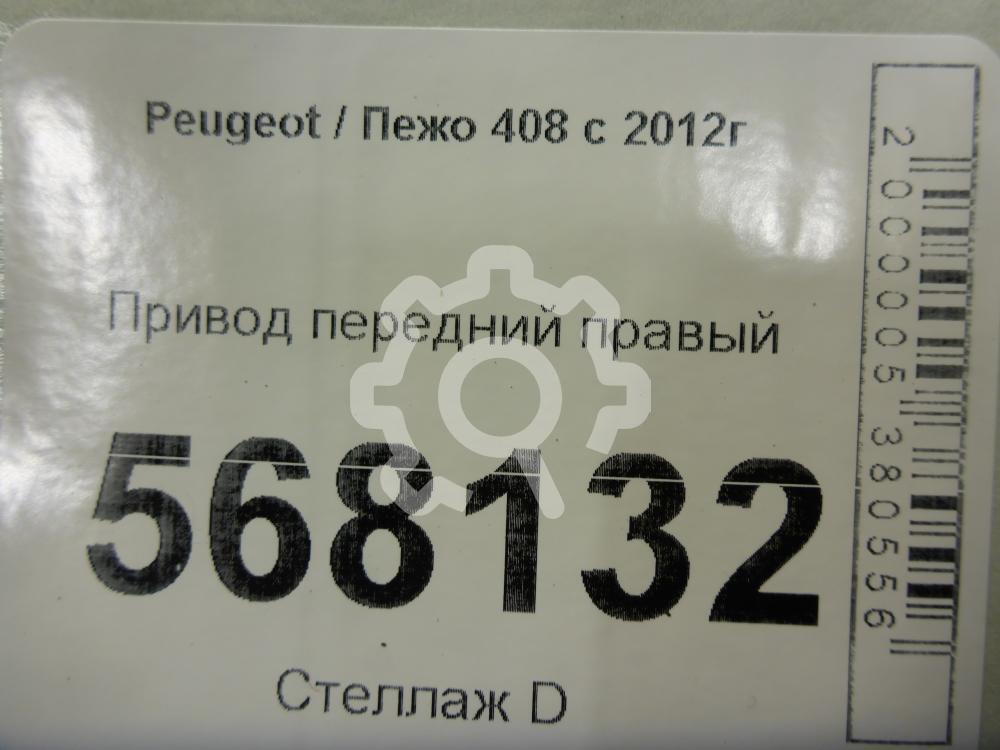 Peugeot / Пежо 408 с 2012г
Привод передний правый
568132
Стеллаж D
2000005380556